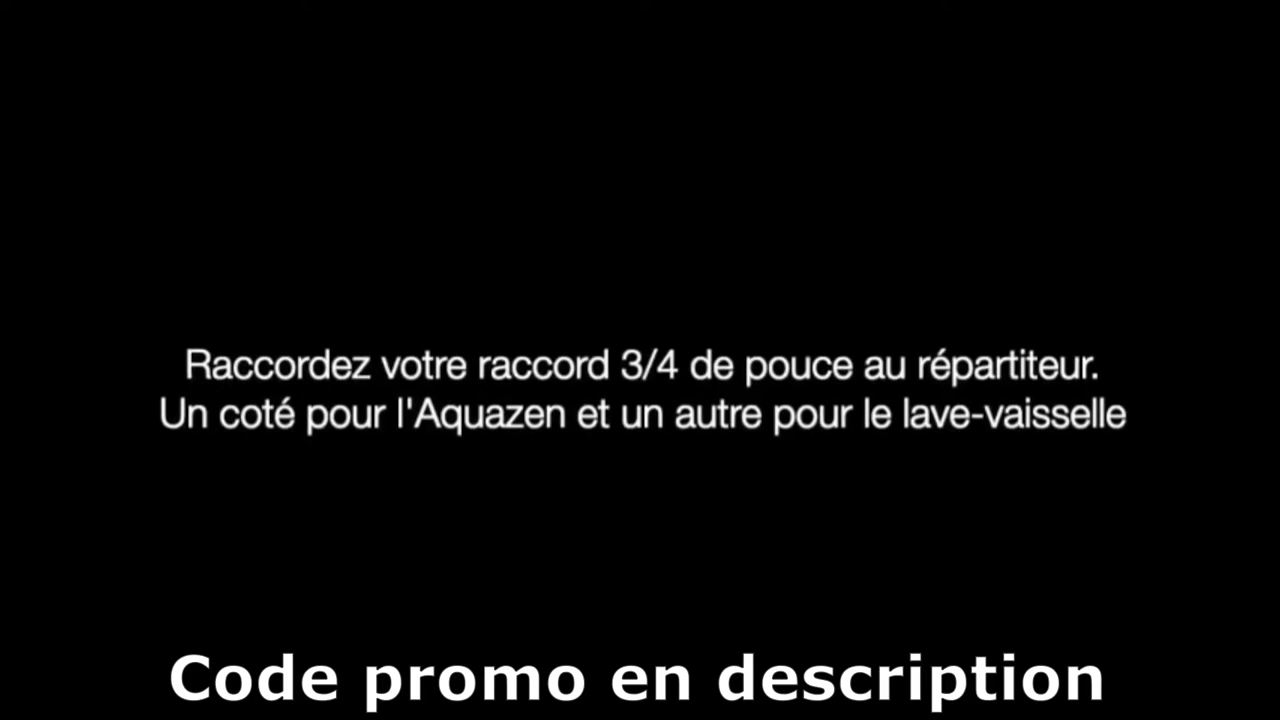 Raccordez votre raccord 3/4 de pouce au répartiteur.
Un coté pour l'Aquazen et un autre pour le lave-vaisselle
Code promo en description